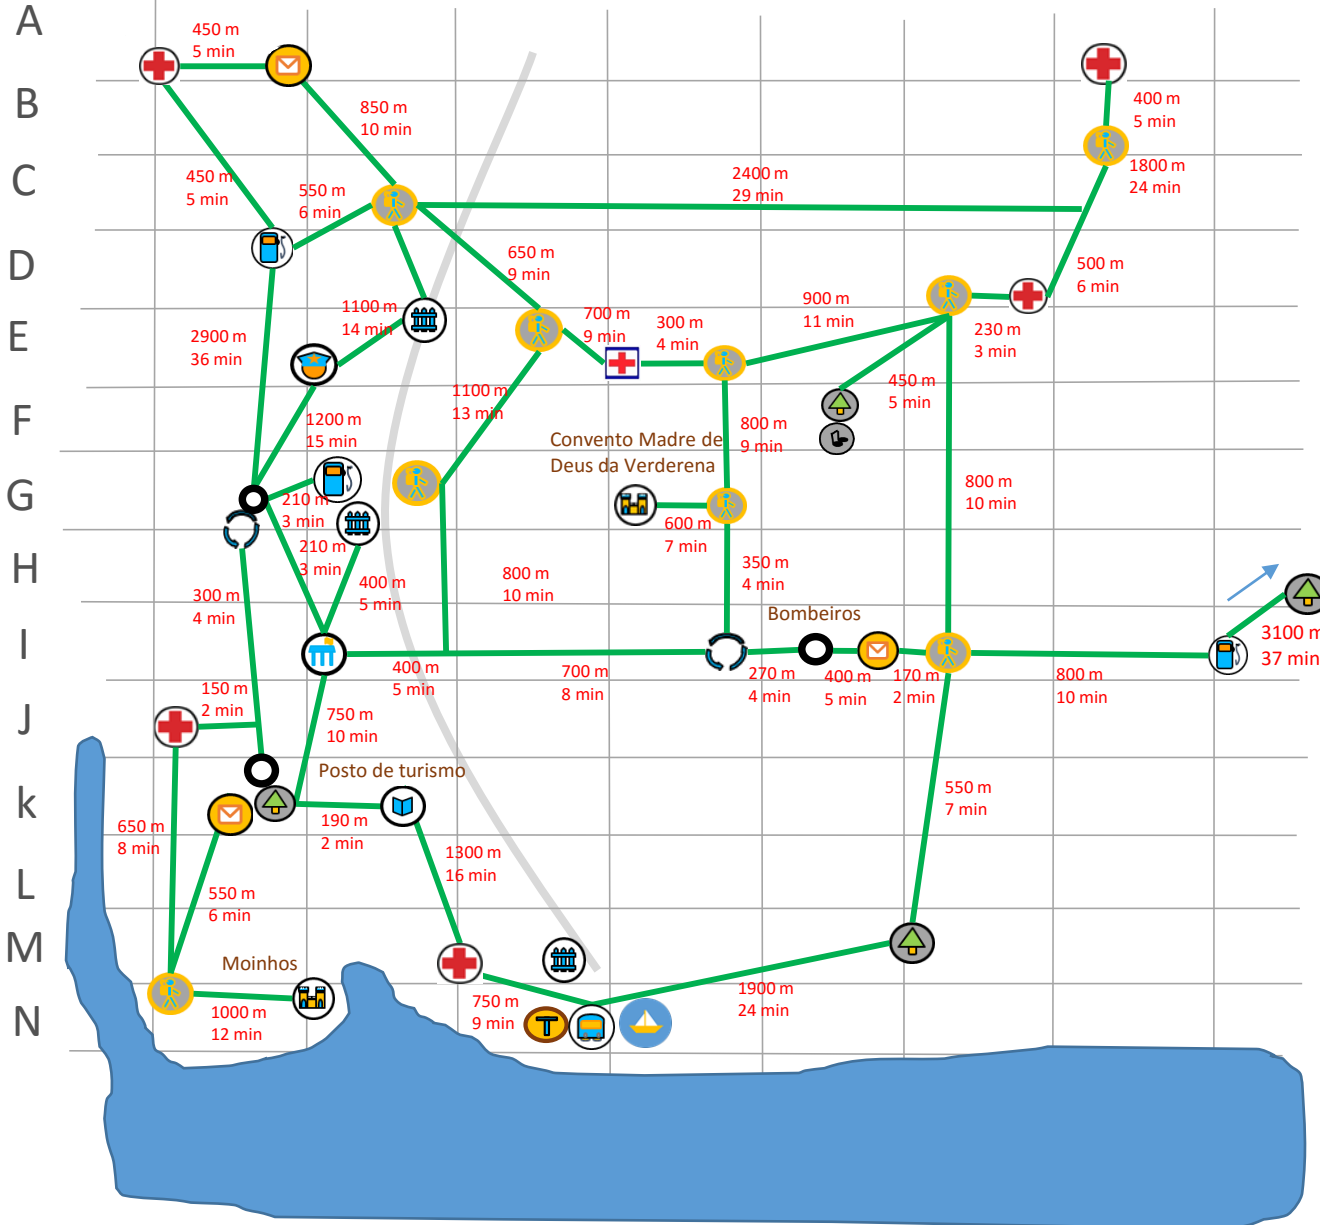 A
450 m
5 min
B
850 m
10 min
400 m
5 min
C
450 m
5 min
550 m
6 min
2400 m
29 min
1800 m
24 min
D
650 m
9 min
500 m
6 min
1100 m
14 min
900 m
11 min
E
2900 m
36 min
700 m
9 min
300 m
4 min
230 m
3 min
1100 m
13 min
450 m
5 min
F
1200 m
15 min
Convento Madre de
Deus da Verderena
800 m
9 min
G
210 m
3 min
800 m
10 min
600 m
7 min
H
210 m
3 min
400 m
5 min
800 m
10 min
350 m
4 min
300 m
4 min
Bombeiros
I
3100 m
37 min
400 m
5 min
700 m
8 min
270 m
4 min
400 m
5 min
170 m
2 min
800 m
10 min
J
150 m
2 min
750 m
10 min
Posto de turismo
k
190 m
2 min
550 m
7 min
650 m
8 min
1300 m
16 min
L
550 m
6 min
M
Moinhos
N
1000 m
12 min
750 m
9 min
1900 m
24 min